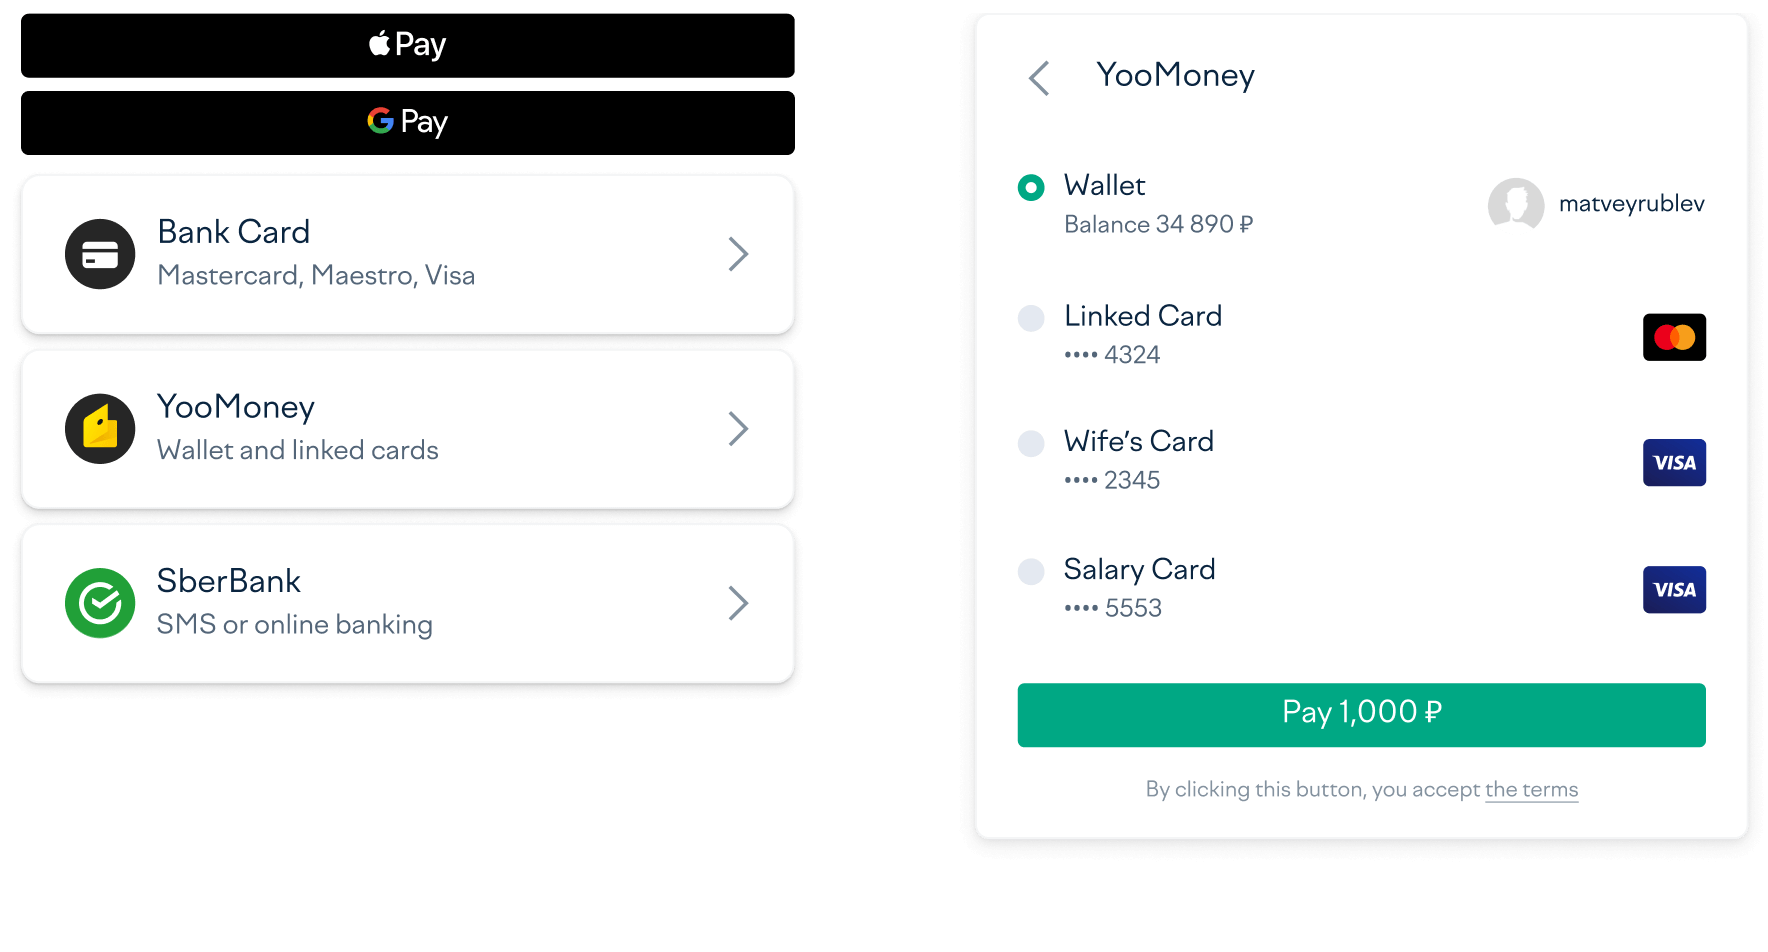 Pay
G Pay
Bank Card
Mastercard, Maestro, Visa
YooMoney
Wallet and linked cards
SberBank
SMS or online banking
YooMoney
Wallet
Balance 34 890 ₽
matveyrublev
Linked Card
•••• 4324
Wife’s Card
•••• 2345
VISA
Salary Card
•••• 5553
VISA
Pay 1,000 ₽
By clicking this button, you accept the terms